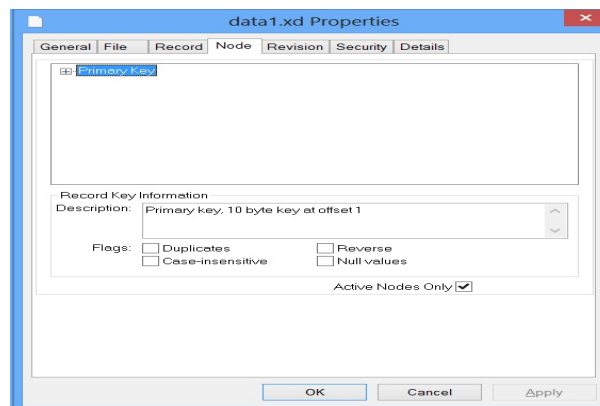 data1.xd Properties
General File Record Node Revision Security Details
Primary Key
Record Key Information
Description: Primary key, 10 byte key at offset 1
Flags: Duplicates Reverse
Case-insensitive Null values
Active Nodes Only
OK Cancel Apply